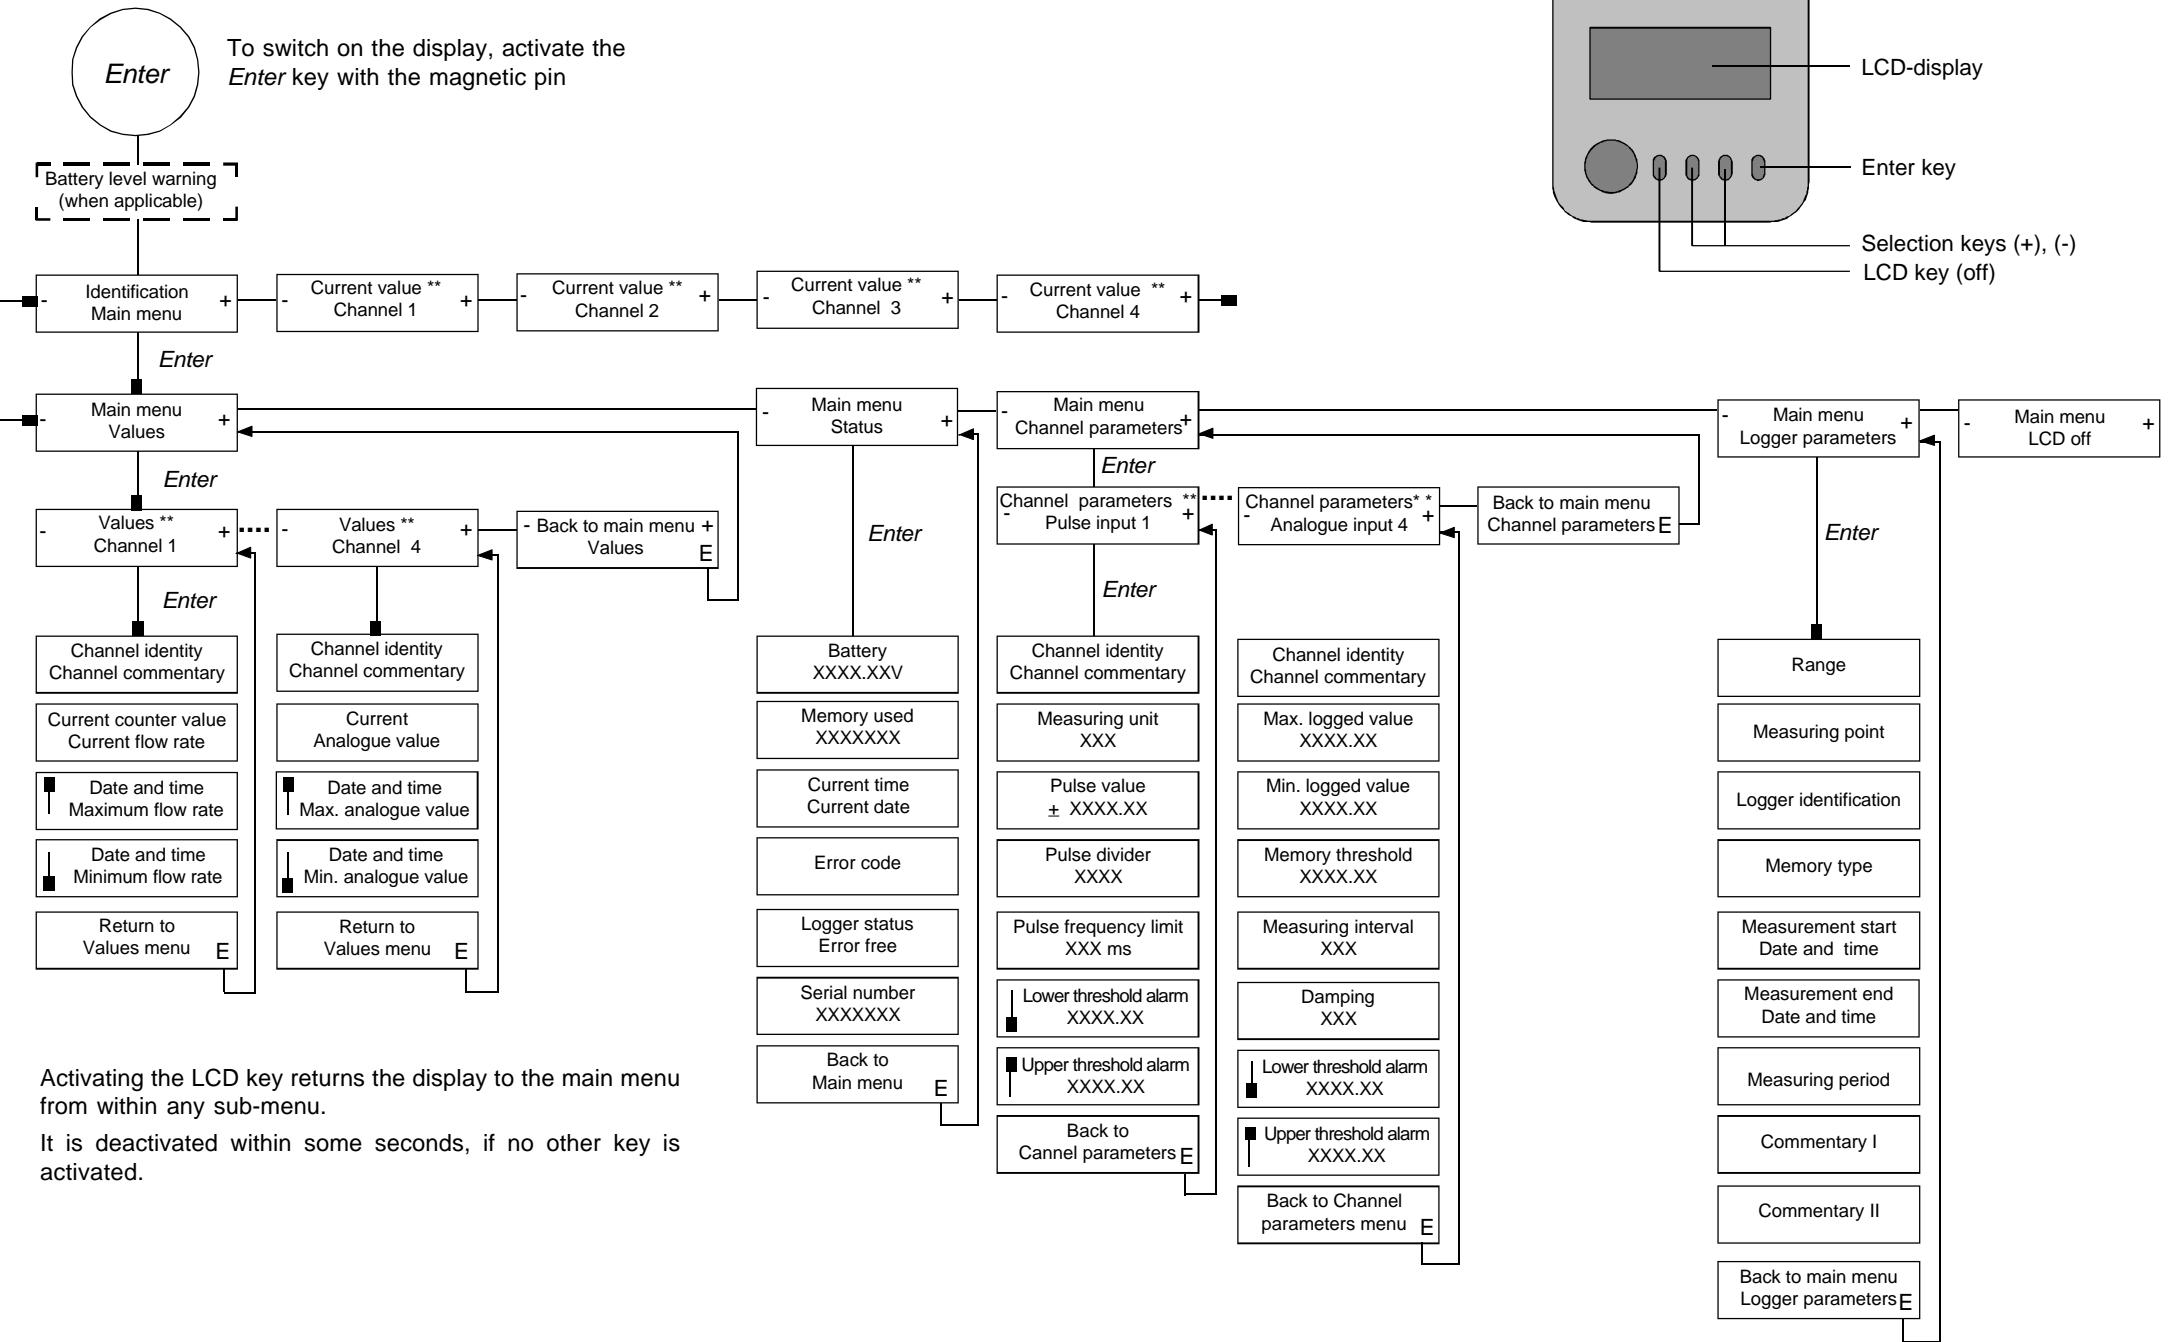 Enter
To switch on the display, activate the
Enter key with the magnetic pin
LCD-display
Enter key
Selection keys (+), (-)
LCD key (off)
Battery level warning
(when applicable)
- Identification +
Main menu
- Current value ** +
Channel 1
- Current value ** +
Channel 2
- Current value ** +
Channel 3
- Current value ** +
Channel 4
Enter
- Main menu +
Values
- Main menu +
Status
- Main menu +
Channel parameters
- Main menu +
Logger parameters
- Main menu +
LCD off
Enter
Enter
Enter
Enter
- Values ** +
Channel 1
- Values ** +
Channel 4
- Back to main menu +
Values E
Channel parameters **
- Pulse input 1 +
Channel parameters* *
- Analogue input 4 +
Back to main menu
Channel parameters E
Enter
Enter
Channel identity
Channel commentary
Current counter value
Current flow rate
Date and time
Maximum flow rate
Date and time
Minimum flow rate
Return to
Values menu E
Channel identity
Channel commentary
Current
Analogue value
Date and time
Max. analogue value
Date and time
Min. analogue value
Return to
Values menu E
Battery
XXXX.XXV
Memory used
XXXXXXX
Current time
Current date
Error code
Logger status
Error free
Serial number
XXXXXXX
Back to
Main menu E
Channel identity
Channel commentary
Measuring unit
XXX
Pulse value
± XXXX.XX
Pulse divider
XXXX
Pulse frequency limit
XXX ms
Lower threshold alarm
XXXX.XX
Upper threshold alarm
XXXX.XX
Back to
Cannel parameters E
Channel identity
Channel commentary
Max. logged value
XXXX.XX
Min. logged value
XXXX.XX
Memory threshold
XXXX.XX
Measuring interval
XXX
Damping
XXX
Lower threshold alarm
XXXX.XX
Upper threshold alarm
XXXX.XX
Back to Channel
parameters menu E
Range
Measuring point
Logger identification
Memory type
Measurement start
Date and time
Measurement end
Date and time
Measuring period
Commentary I
Commentary II
Back to main menu
Logger parameters E
Activating the LCD key returns the display to the main menu
from within any sub-menu.
It is deactivated within some seconds, if no other key is
activated.